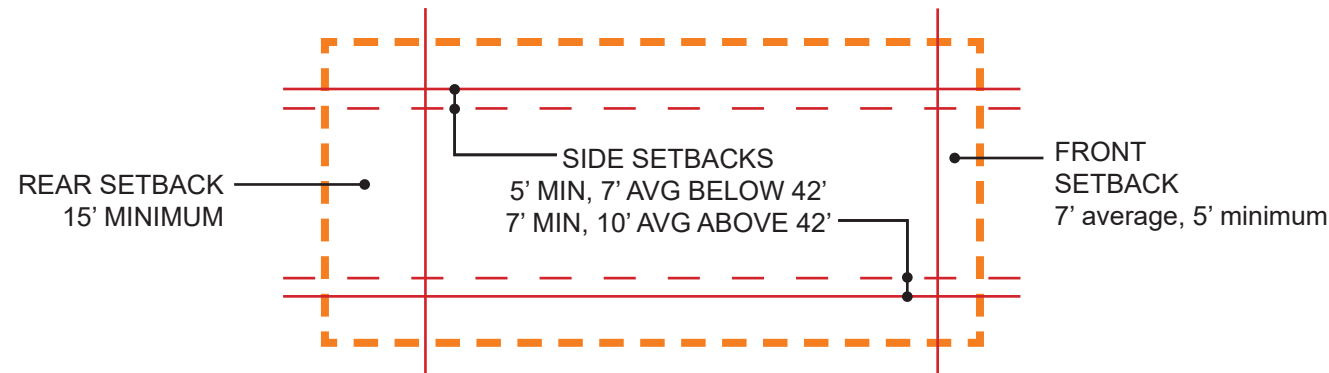 REAR SETBACK
15’ MINIMUM
SIDE SETBACKS
5’ MIN, 7’ AVG BELOW 42’
7’ MIN, 10’ AVG ABOVE 42’
FRONT
SETBACK
7’ average, 5’ minimum